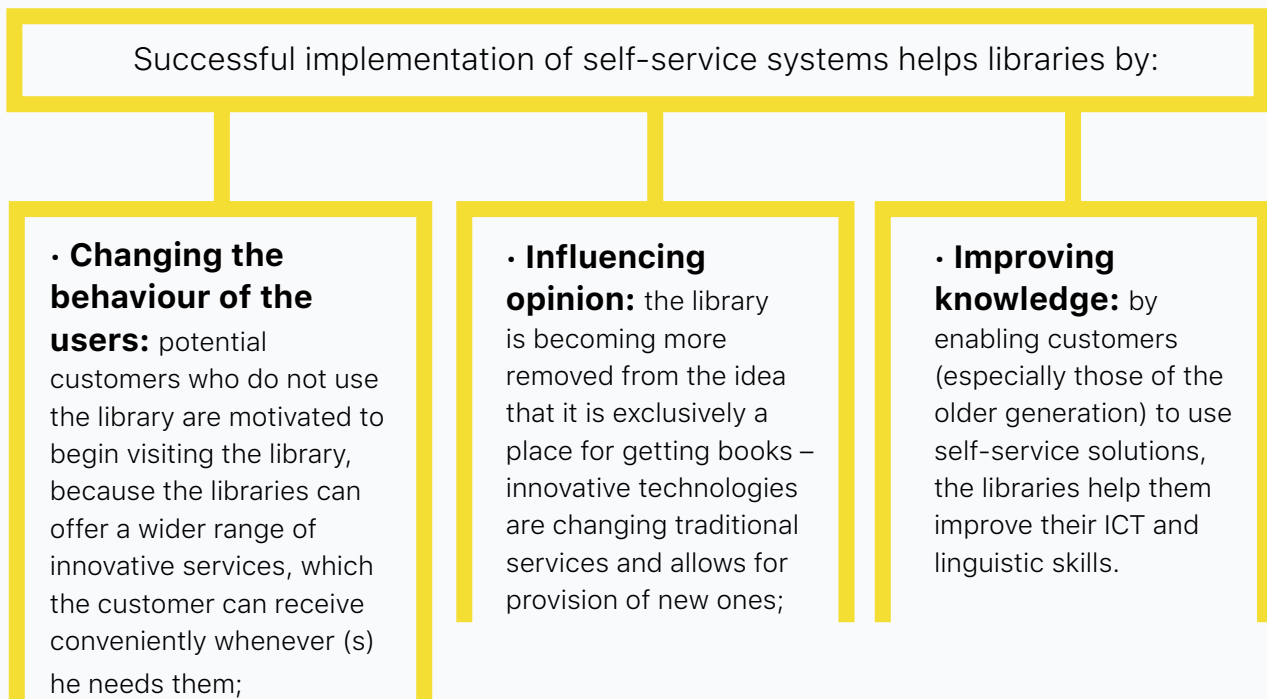 Successful implementation of self-service systems helps libraries by:
· Changing the
behaviour of the
users: potential
customers who do not use
the library are motivated to
begin visiting the library,
because the libraries can
offer a wider range of
innovative services, which
the customer can receive
conveniently whenever (s)
he needs them;
· Influencing
opinion: the library
is becoming more
removed from the idea
that it is exclusively a
place for getting books –
innovative technologies
are changing traditional
services and allows for
provision of new ones;
· Improving
knowledge: by
enabling customers
(especially those of the
older generation) to use
self-service solutions,
the libraries help them
improve their ICT and
linguistic skills.